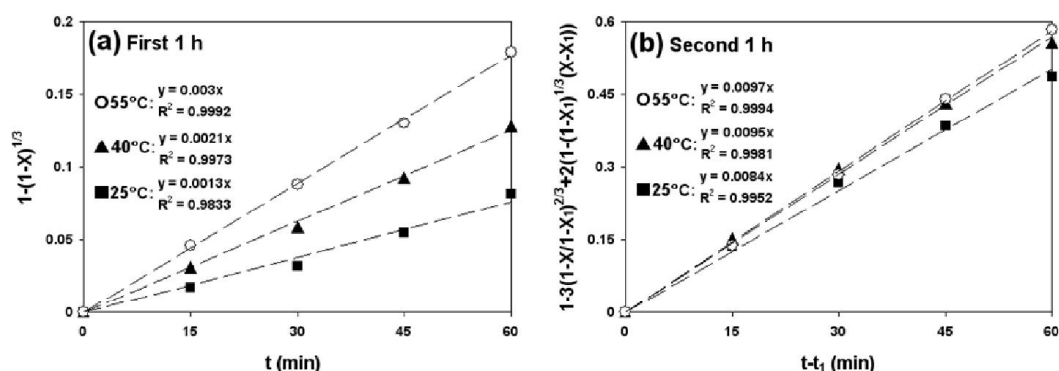 (a) First 1 h
1-(1-X)^1/3
0.2
0.15
0.1
0.05
0
55°C: y = 0.003x
R² = 0.9992
40°C: y = 0.0021x
R² = 0.9973
25°C: y = 0.0013x
R² = 0.9833
0 15 30 45 60
t (min)
(b) Second 1 h
1-3(1-X/1-X₁)^2/3+2(1-(1-X₁)^1/3(X-X₁))
0.6
0.45
0.3
0.15
0
55°C: y = 0.0097x
R² = 0.9994
40°C: y = 0.0095x
R² = 0.9981
25°C: y = 0.0084x
R² = 0.9952
0 15 30 45 60
t-t₁ (min)